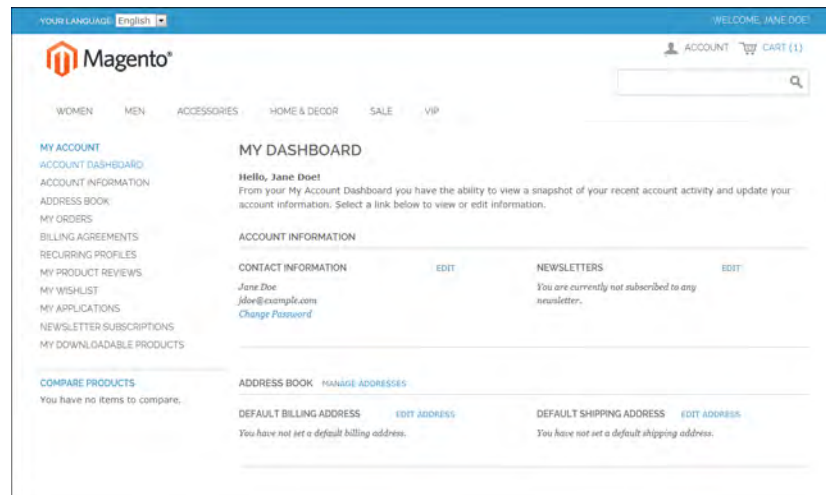 YOUR LANGUAGE: English
WELCOME, JANE DOE!
Magento®
ACCOUNT CART (1)
WOMEN MEN ACCESSORIES HOME & DECOR SALE VIP
MY ACCOUNT
ACCOUNT DASHBOARD
ACCOUNT INFORMATION
ADDRESS BOOK
MY ORDERS
BILLING AGREEMENTS
RECURRING PROFILES
MY PRODUCT REVIEWS
MY WISHLIST
MY APPLICATIONS
NEWSLETTER SUBSCRIPTIONS
MY DOWNLOADABLE PRODUCTS
COMPARE PRODUCTS
You have no items to compare.
MY DASHBOARD
Hello, Jane Doe!
From your My Account Dashboard you have the ability to view a snapshot of your recent account activity and update your
account information. Select a link below to view or edit information.
ACCOUNT INFORMATION
CONTACT INFORMATION EDIT
Jane Doe
jdoe@example.com
Change Password
NEWSLETTERS EDIT
You are currently not subscribed to any
newsletter.
ADDRESS BOOK MANAGE ADDRESSES
DEFAULT BILLING ADDRESS EDIT ADDRESS
You have not set a default billing address.
DEFAULT SHIPPING ADDRESS EDIT ADDRESS
You have not set a default shipping address.